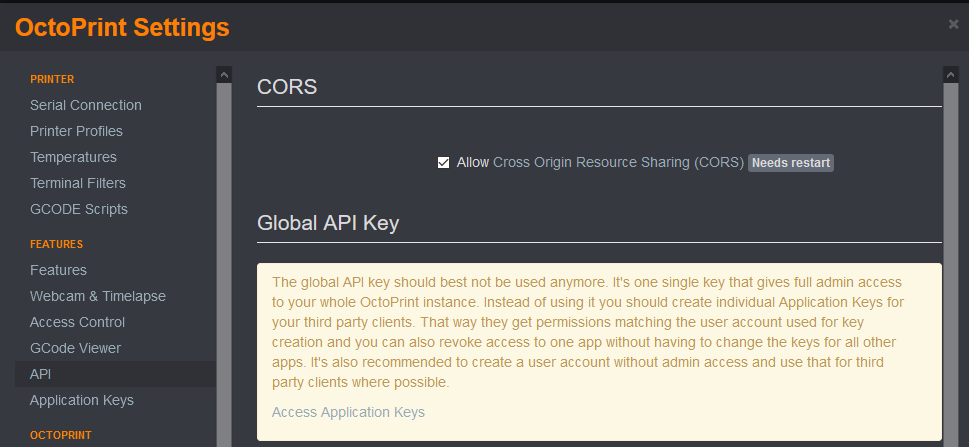 OctoPrint Settings
PRINTER
Serial Connection
Printer Profiles
Temperatures
Terminal Filters
GCODE Scripts
FEATURES
Features
Webcam & Timelapse
Access Control
GCode Viewer
API
Application Keys
OCTOPRINT
CORS
Allow Cross Origin Resource Sharing (CORS) Needs restart
Global API Key
The global API key should best not be used anymore. It's one single key that gives full admin access
to your whole OctoPrint instance. Instead of using it you should create individual Application Keys for
your third party clients. That way they get permissions matching the user account used for key
creation and you can also revoke access to one app without having to change the keys for all other
apps. It's also recommended to create a user account without admin access and use that for third
party clients where possible.
Access Application Keys